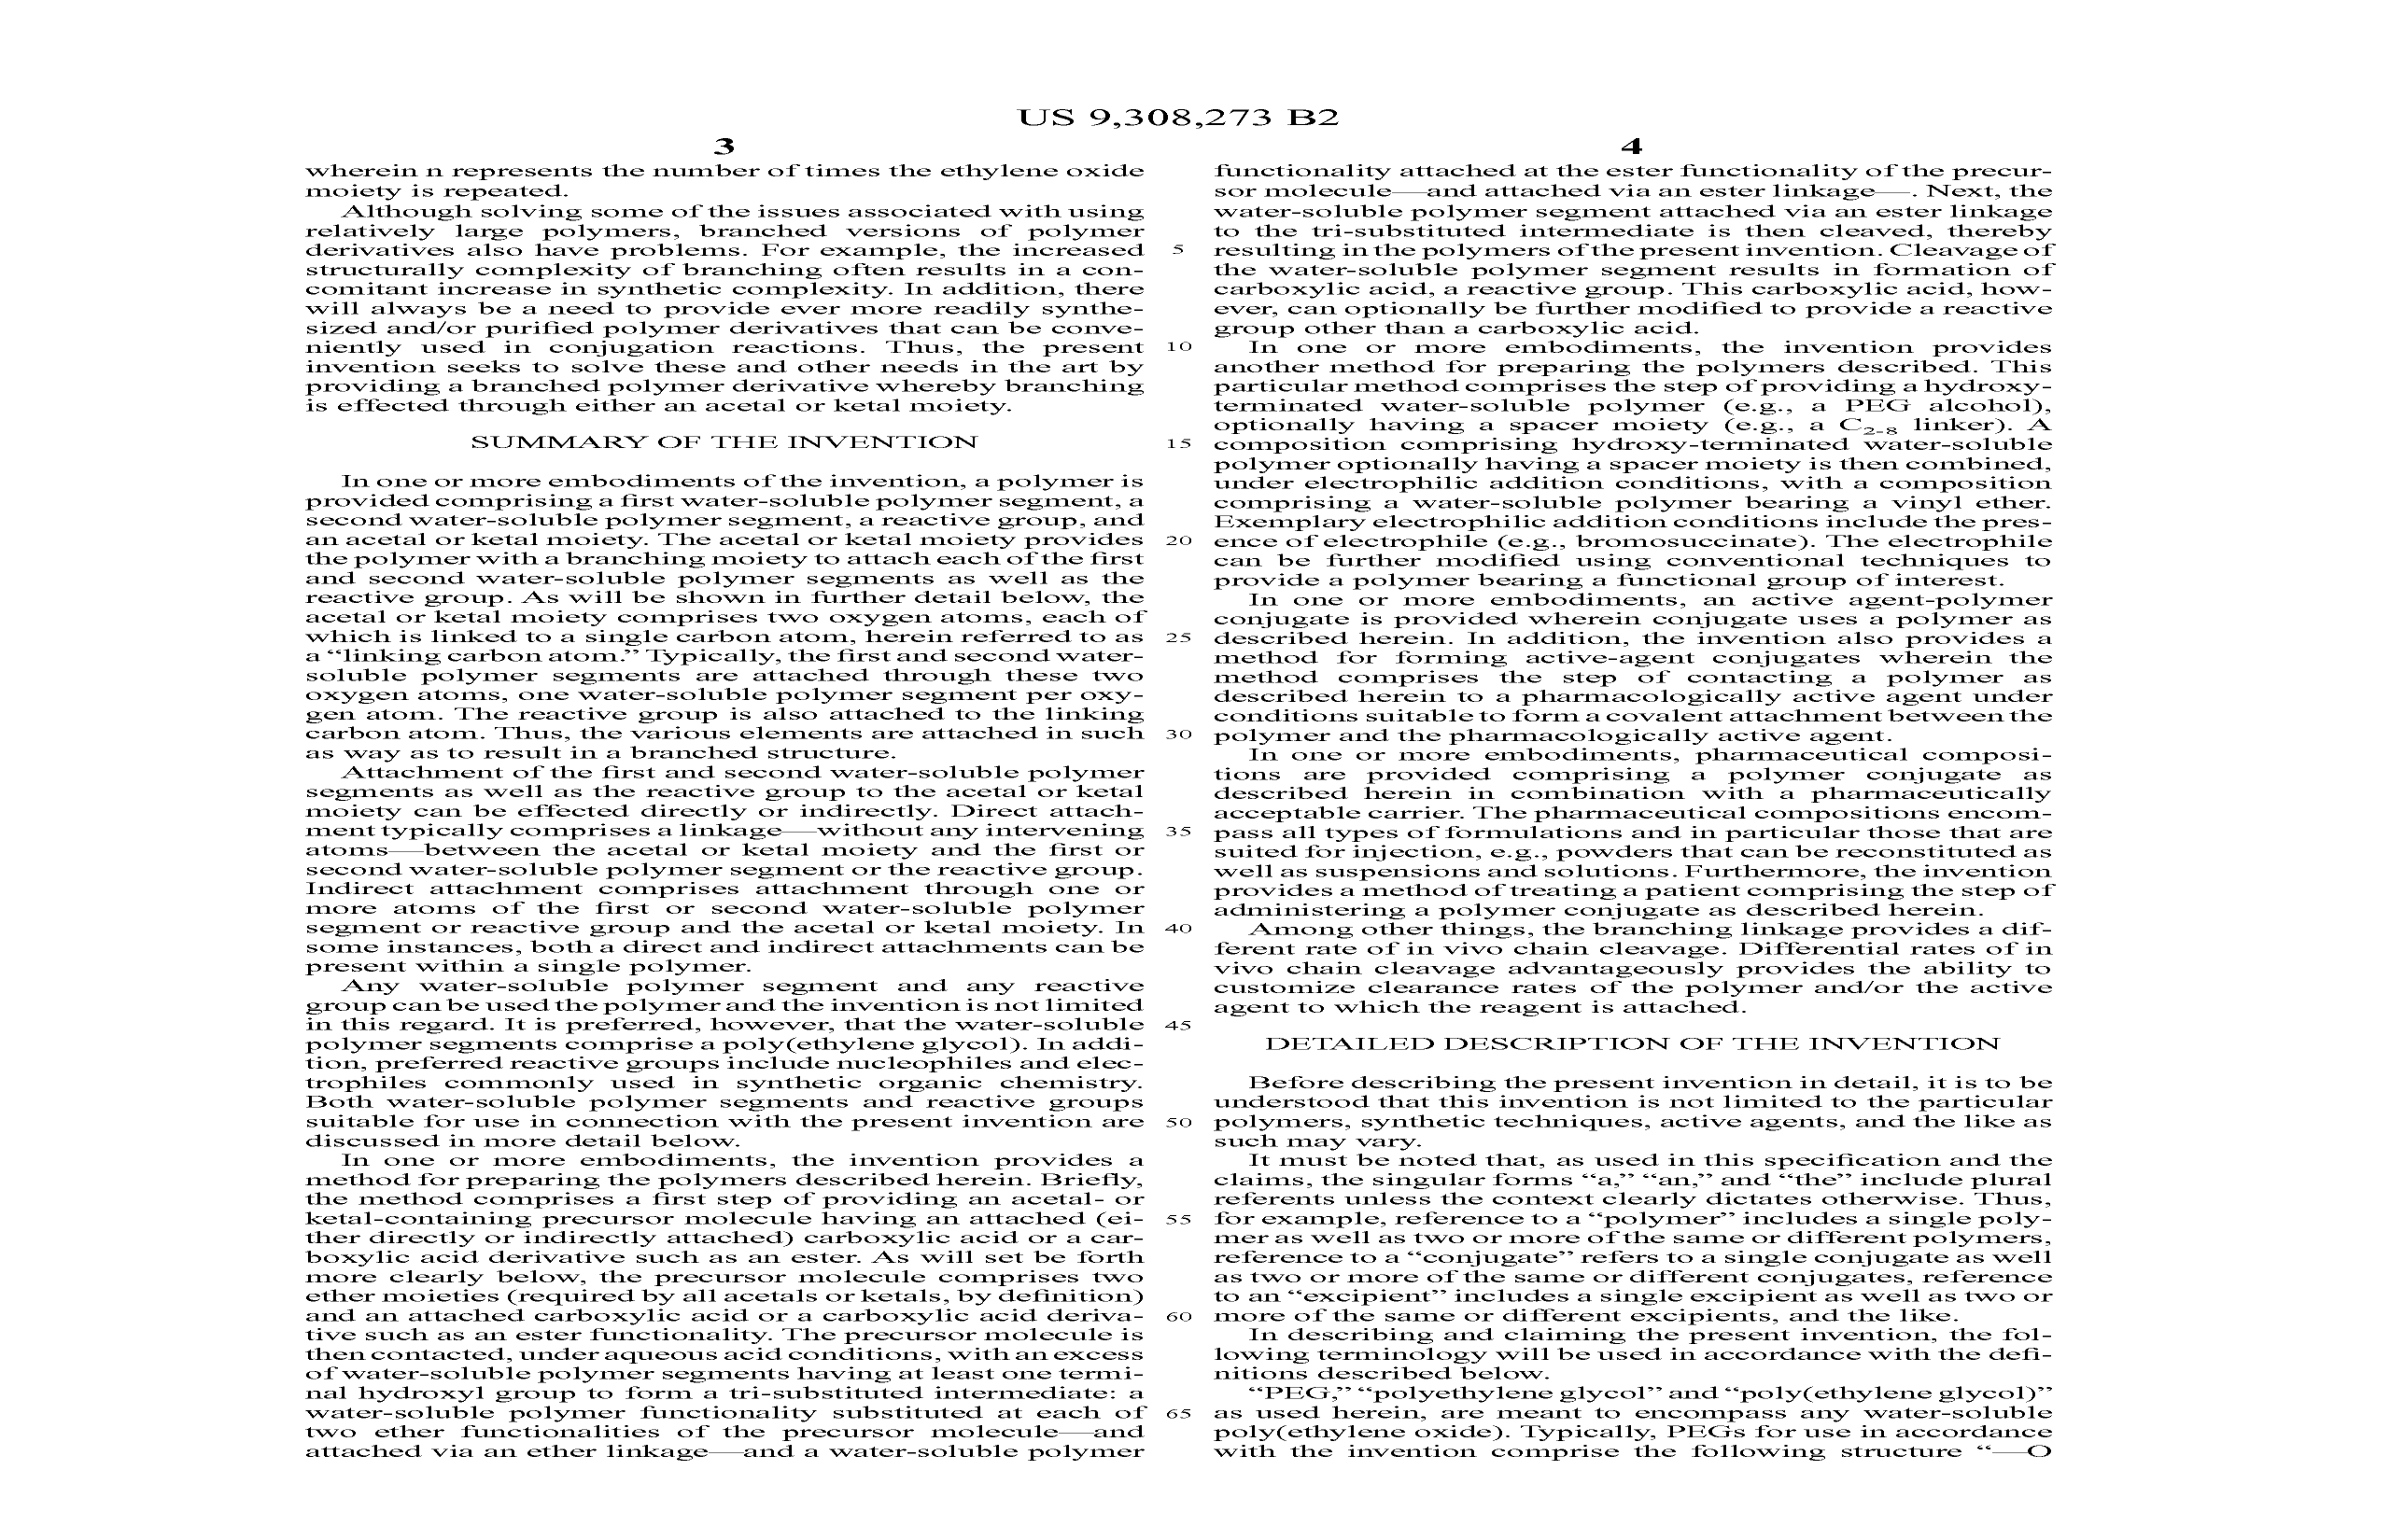 US 9,308,273 B2
3
wherein n represents the number of times the ethylene oxide
moiety is repeated.
Although solving some of the issues associated with using
relatively large polymers, branched versions of polymer
derivatives also have problems. For example, the increased
structurally complexity of branching often results in a con-
comitant increase in synthetic complexity. In addition, there
will always be a need to provide ever more readily synthe-
sized and/or purified polymer derivatives that can be conve-
niently used in conjugation reactions. Thus, the present
invention seeks to solve these and other needs in the art by
providing a branched polymer derivative whereby branching
is effected through either an acetal or ketal moiety.
SUMMARY OF THE INVENTION
In one or more embodiments of the invention, a polymer is
provided comprising a first water-soluble polymer segment, a
second water-soluble polymer segment, a reactive group, and
an acetal or ketal moiety. The acetal or ketal moiety provides
the polymer with a branching moiety to attach each of the first
and second water-soluble polymer segments as well as the
reactive group. As will be shown in further detail below, the
acetal or ketal moiety comprises two oxygen atoms, each of
which is linked to a single carbon atom, herein referred to as
a “linking carbon atom.” Typically, the first and second water-
soluble polymer segments are attached through these two
oxygen atoms, one water-soluble polymer segment per oxy-
gen atom. The reactive group is also attached to the linking
carbon atom. Thus, the various elements are attached in such
as way as to result in a branched structure.
Attachment of the first and second water-soluble polymer
segments as well as the reactive group to the acetal or ketal
moiety can be effected directly or indirectly. Direct attach-
ment typically comprises a linkage—without any intervening
atoms—between the acetal or ketal moiety and the first or
second water-soluble polymer segment or the reactive group.
Indirect attachment comprises attachment through one or
more atoms of the first or second water-soluble polymer
segment or reactive group and the acetal or ketal moiety. In
some instances, both a direct and indirect attachments can be
present within a single polymer.
Any water-soluble polymer segment and any reactive
group can be used the polymer and the invention is not limited
in this regard. It is preferred, however, that the water-soluble
polymer segments comprise a poly(ethylene glycol). In addi-
tion, preferred reactive groups include nucleophiles and elec-
trophiles commonly used in synthetic organic chemistry.
Both water-soluble polymer segments and reactive groups
suitable for use in connection with the present invention are
discussed in more detail below.
In one or more embodiments, the invention provides a
method for preparing the polymers described herein. Briefly,
the method comprises a first step of providing an acetal- or
ketal-containing precursor molecule having an attached (ei-
ther directly or indirectly attached) carboxylic acid or a car-
boxylic acid derivative such as an ester. As will set be forth
more clearly below, the precursor molecule comprises two
ether moieties (required by all acetals or ketals, by definition)
and an attached carboxylic acid or a carboxylic acid deriva-
tive such as an ester functionality. The precursor molecule is
then contacted, under aqueous acid conditions, with an excess
of water-soluble polymer segments having at least one termi-
nal hydroxyl group to form a tri-substituted intermediate: a
water-soluble polymer functionality substituted at each of
two ether functionalities of the precursor molecule—and
attached via an ether linkage—and a water-soluble polymer
5
10
15
20
25
30
35
40
45
50
55
60
65
4
functionality attached at the ester functionality of the precur-
sor molecule—and attached via an ester linkage—. Next, the
water-soluble polymer segment attached via an ester linkage
to the tri-substituted intermediate is then cleaved, thereby
resulting in the polymers of the present invention. Cleavage of
the water-soluble polymer segment results in formation of
carboxylic acid, a reactive group. This carboxylic acid, how-
ever, can optionally be further modified to provide a reactive
group other than a carboxylic acid.
In one or more embodiments, the invention provides
another method for preparing the polymers described. This
particular method comprises the step of providing a hydroxy-
terminated water-soluble polymer (e.g., a PEG alcohol),
optionally having a spacer moiety (e.g., a C2-8 linker). A
composition comprising hydroxy-terminated water-soluble
polymer optionally having a spacer moiety is then combined,
under electrophilic addition conditions, with a composition
comprising a water-soluble polymer bearing a vinyl ether.
Exemplary electrophilic addition conditions include the pres-
ence of electrophile (e.g., bromosuccinate). The electrophile
can be further modified using conventional techniques to
provide a polymer bearing a functional group of interest.
In one or more embodiments, an active agent-polymer
conjugate is provided wherein conjugate uses a polymer as
described herein. In addition, the invention also provides a
method for forming active-agent conjugates wherein the
method comprises the step of contacting a polymer as
described herein to a pharmacologically active agent under
conditions suitable to form a covalent attachment between the
polymer and the pharmacologically active agent.
In one or more embodiments, pharmaceutical composi-
tions are provided comprising a polymer conjugate as
described herein in combination with a pharmaceutically
acceptable carrier. The pharmaceutical compositions encom-
pass all types of formulations and in particular those that are
suited for injection, e.g., powders that can be reconstituted as
well as suspensions and solutions. Furthermore, the invention
provides a method of treating a patient comprising the step of
administering a polymer conjugate as described herein.
Among other things, the branching linkage provides a dif-
ferent rate of in vivo chain cleavage. Differential rates of in
vivo chain cleavage advantageously provides the ability to
customize clearance rates of the polymer and/or the active
agent to which the reagent is attached.
DETAILED DESCRIPTION OF THE INVENTION
Before describing the present invention in detail, it is to be
understood that this invention is not limited to the particular
polymers, synthetic techniques, active agents, and the like as
such may vary.
It must be noted that, as used in this specification and the
claims, the singular forms “a,” “an,” and “the” include plural
referents unless the context clearly dictates otherwise. Thus,
for example, reference to a “polymer” includes a single poly-
mer as well as two or more of the same or different polymers,
reference to a “conjugate” refers to a single conjugate as well
as two or more of the same or different conjugates, reference
to an “excipient” includes a single excipient as well as two or
more of the same or different excipients, and the like.
In describing and claiming the present invention, the fol-
lowing terminology will be used in accordance with the defi-
nitions described below.
“PEG,” “polyethylene glycol” and “poly(ethylene glycol)”
as used herein, are meant to encompass any water-soluble
poly(ethylene oxide). Typically, PEGs for use in accordance
with the invention comprise the following structure “—O